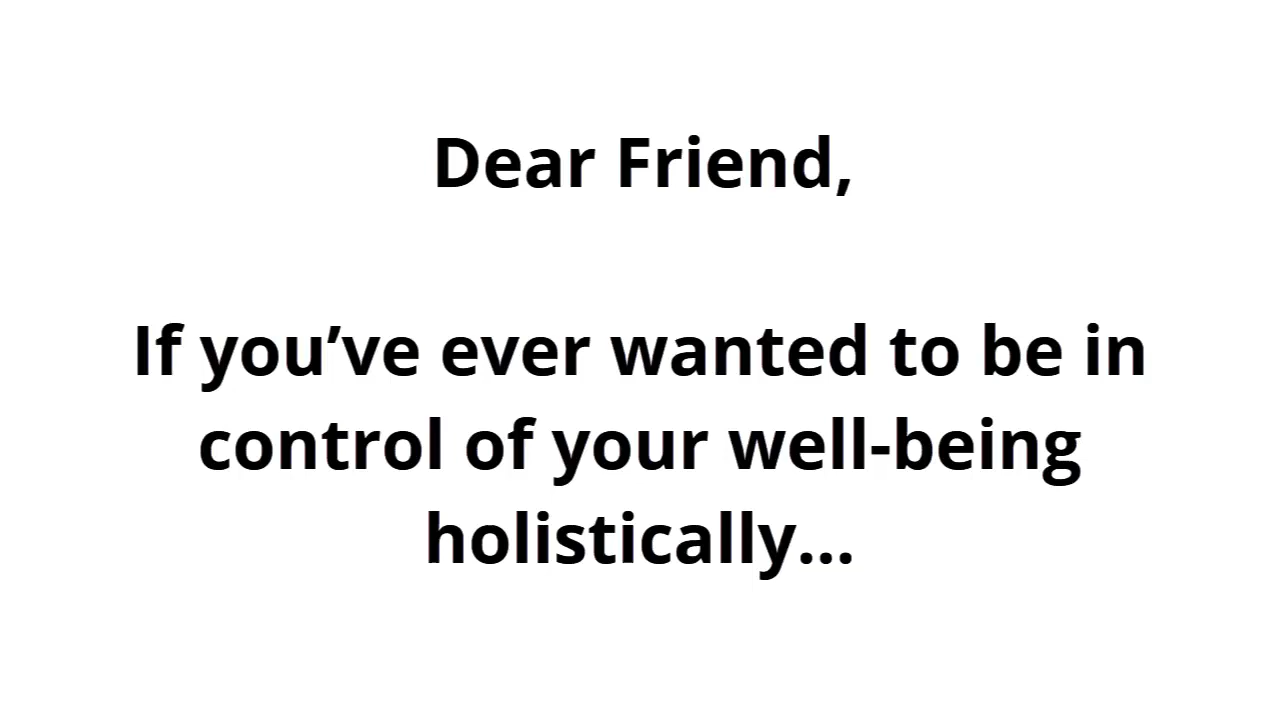 Dear Friend,
If you’ve ever wanted to be in
control of your well-being
holistically...